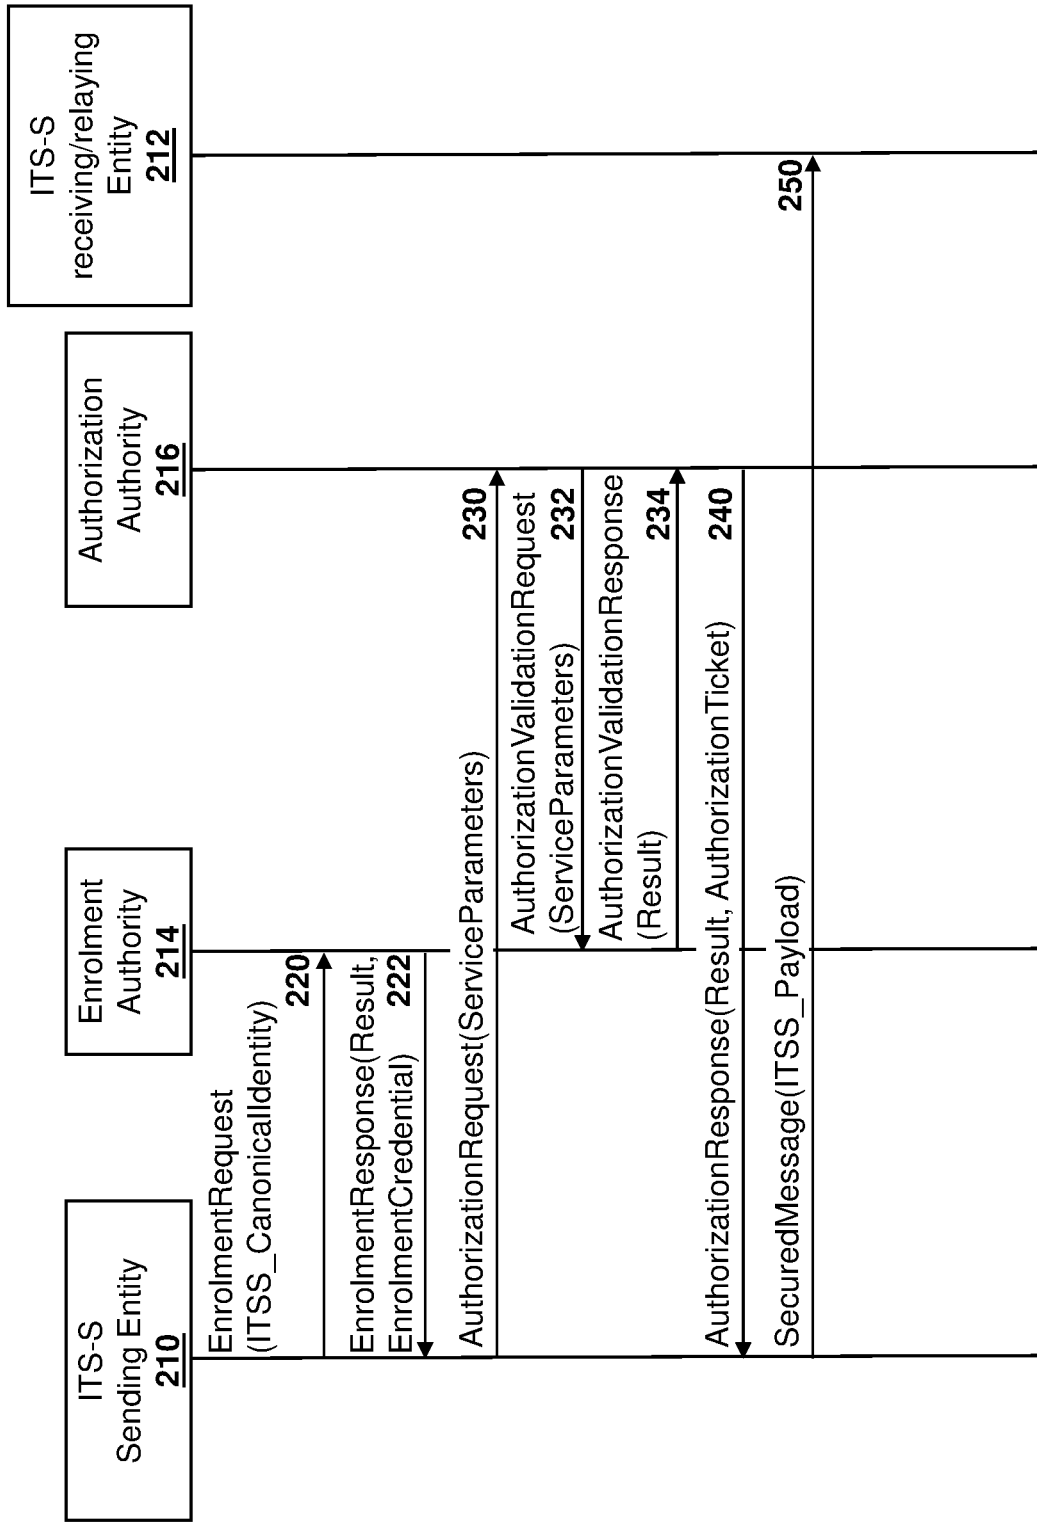 ITS-S
Sending Entity
210
Enrolment
Authority
214
Authorization
Authority
216
ITS-S
receiving/relaying
Entity
212
EnrolmentRequest
(ITSS_CanonicalIdentity)
220
EnrolmentResponse(Result,
EnrolmentCredential)
222
AuthorizationRequest(ServiceParameters)
230
AuthorizationValidationRequest
(ServiceParameters)
232
AuthorizationValidationResponse
(Result)
234
AuthorizationResponse(Result, AuthorizationTicket)
240
SecuredMessage(ITSS_Payload)
250